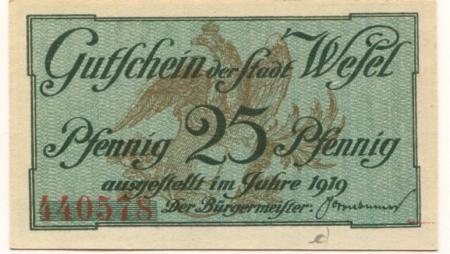 Gutschein der Stadt Wesel
Pfennig 25 Pfennig
ausgestellt im Jahre 1919
440578 Der Bürgermeister: